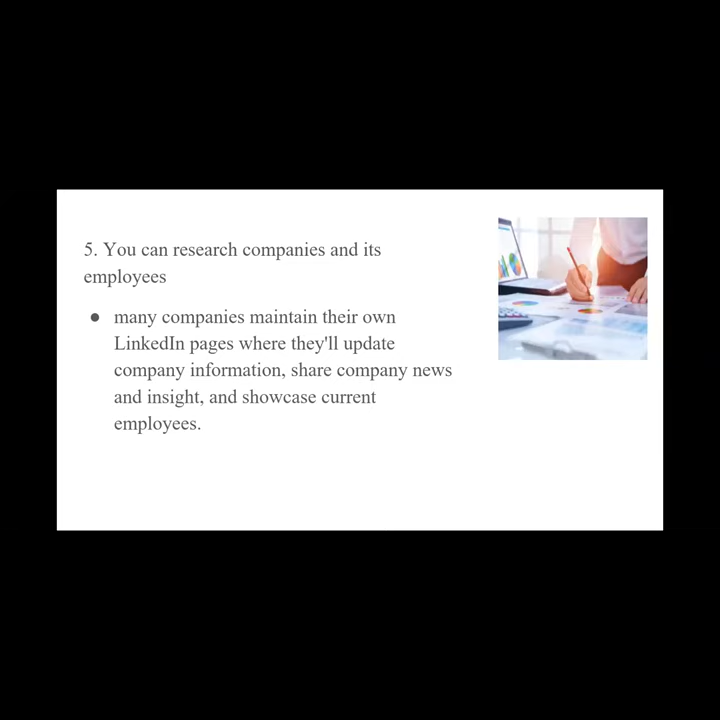 5. You can research companies and its
employees
● many companies maintain their own
LinkedIn pages where they'll update
company information, share company news
and insight, and showcase current
employees.